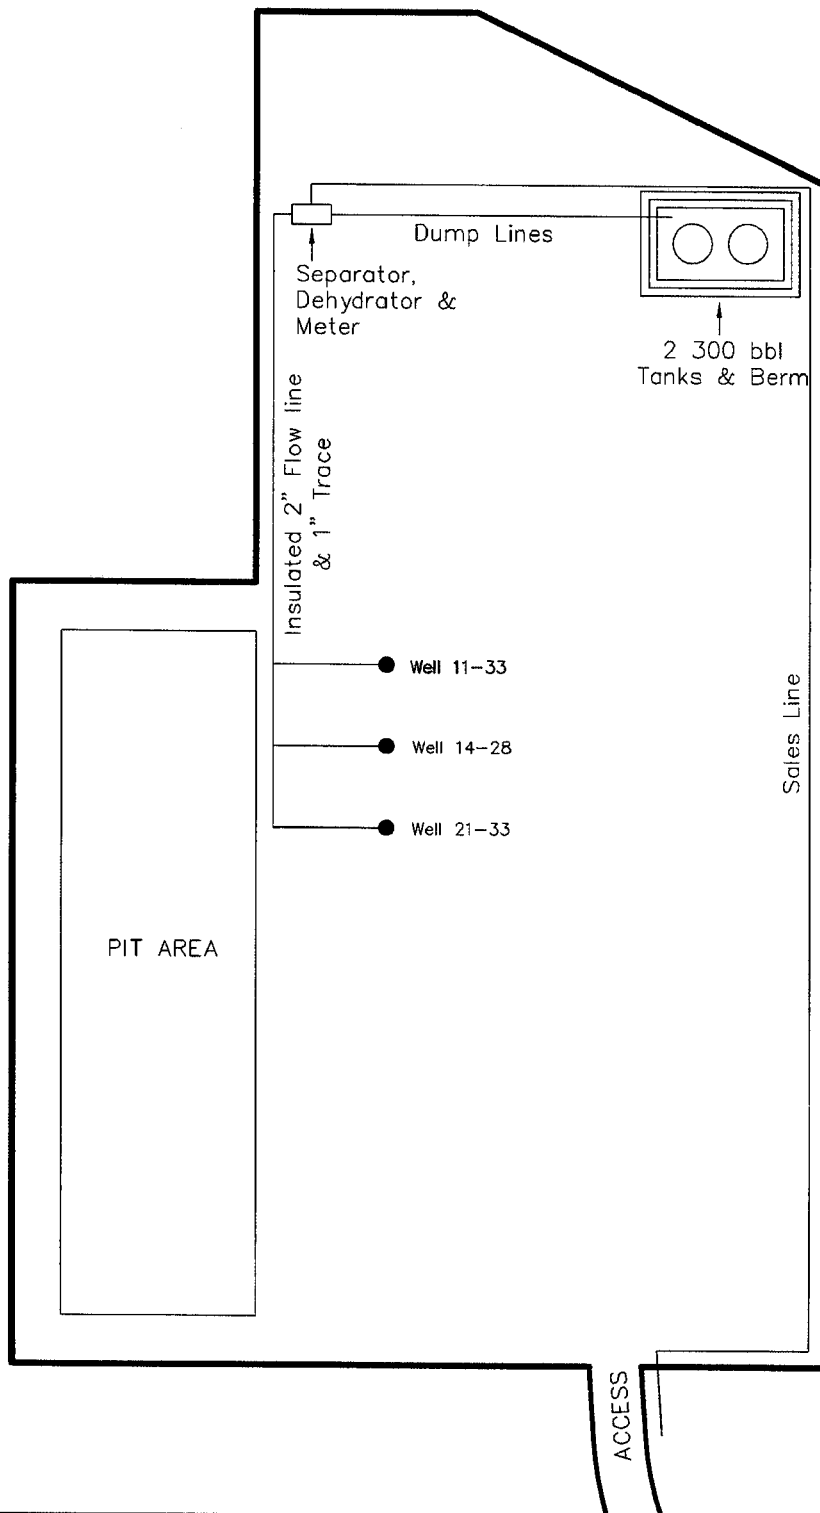 Dump Lines
Separator,
Dehydrator &
Meter
2 300 bbl
Tanks & Berm
Insulated 2" Flow line
& 1" Trace
Well 11-33
Well 14-28
Well 21-33
Sales Line
PIT AREA
ACCESS